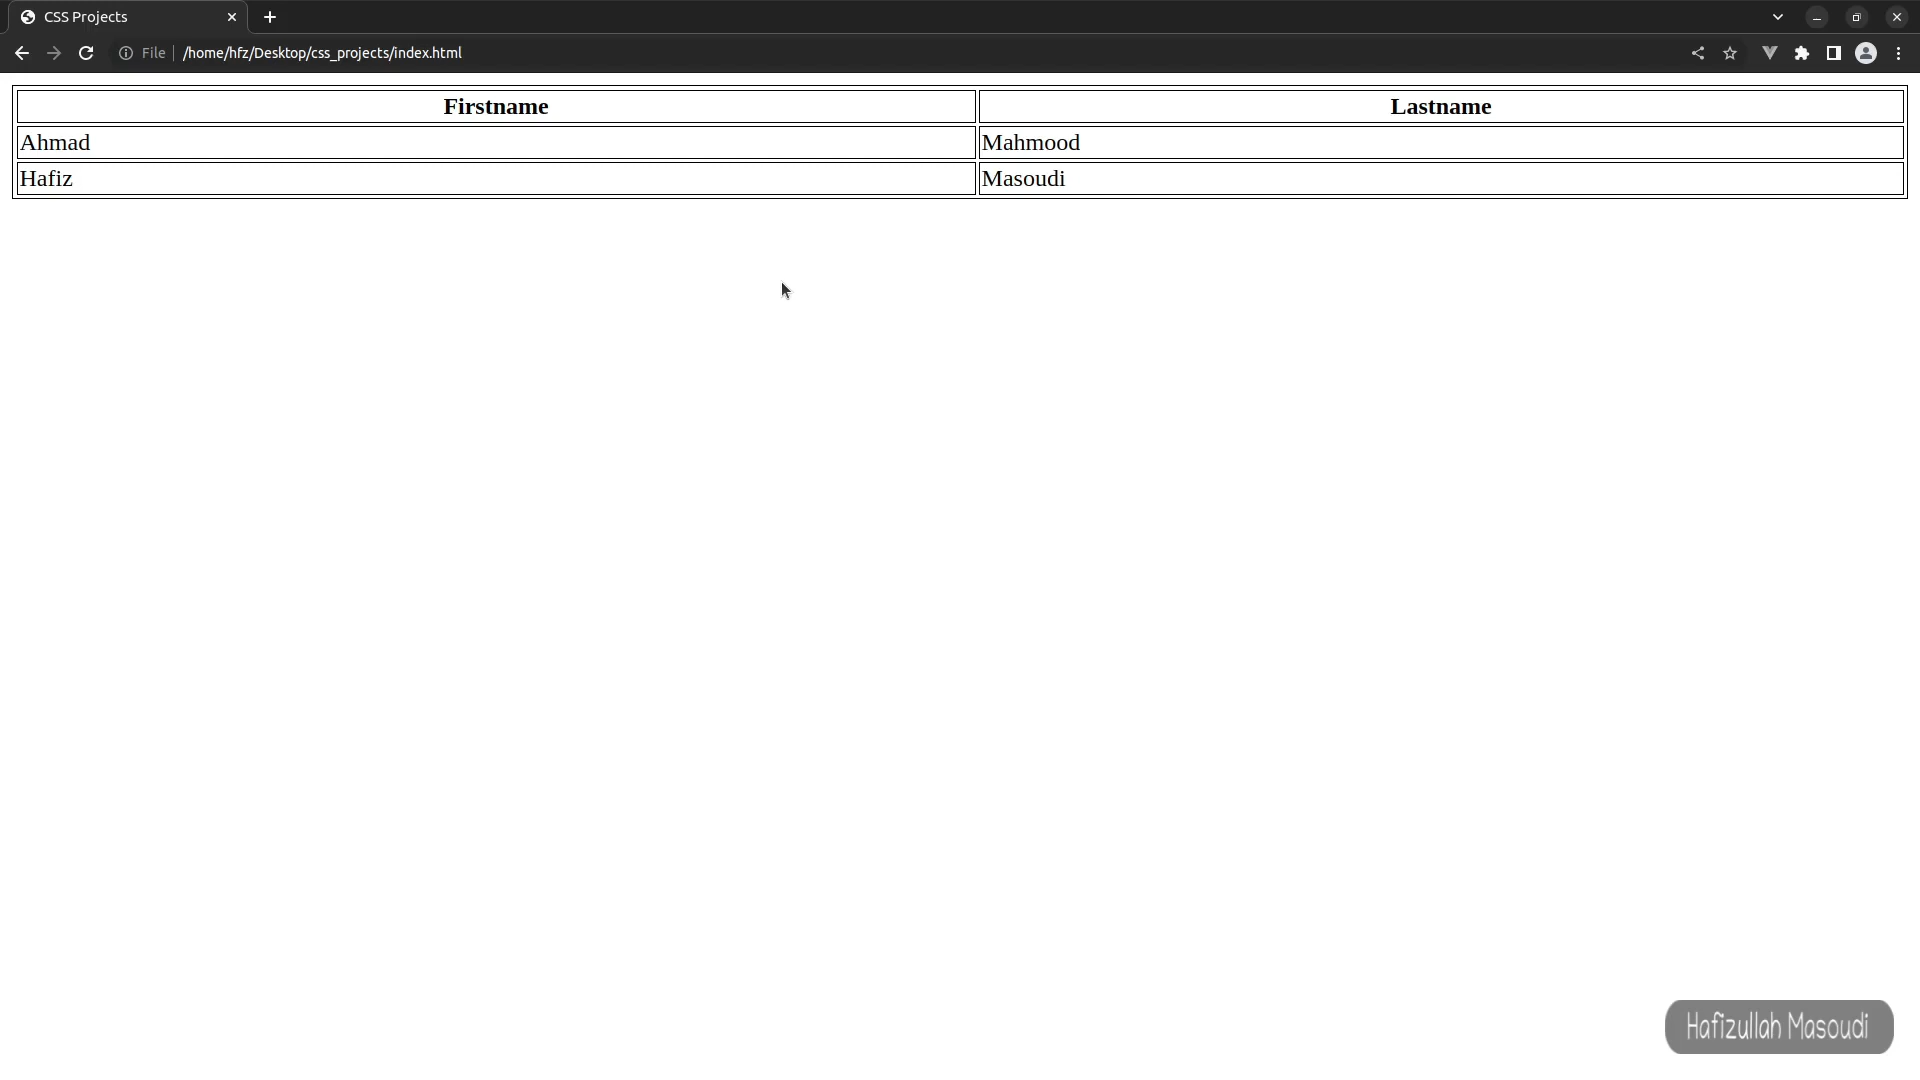 CSS Projects
File /home/hfz/Desktop/css_projects/index.html
Firstname Lastname
Ahmad Mahmood
Hafiz Masoudi
Hafizullah Masoudi